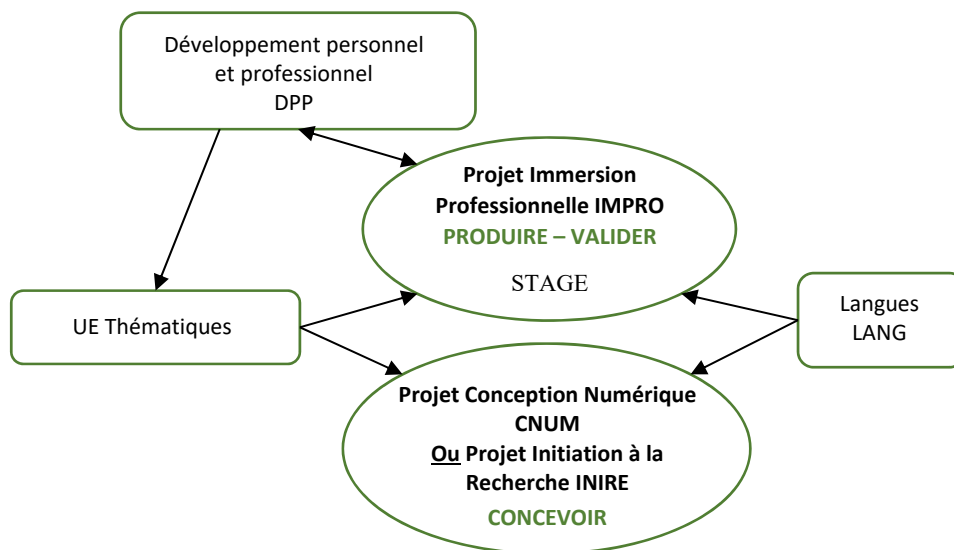 Développement personnel
et professionnel
DPP
Projet Immersion
Professionnelle IMPRO
PRODUIRE – VALIDER
STAGE
UE Thématiques
Langues
LANG
Projet Conception Numérique
CNUM
Ou Projet Initiation à la
Recherche INIRE
CONCEVOIR